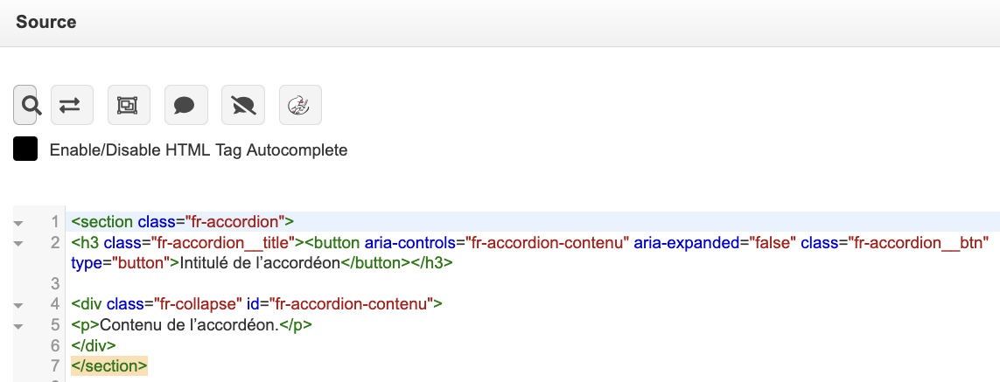 Source
Enable/Disable HTML Tag Autocomplete
1 <section class="fr-accordion">
2 <h3 class="fr-accordion__title"><button aria-controls="fr-accordion-contenu" aria-expanded="false" class="fr-accordion__btn"
type="button">Intitulé de l’accordéon</button></h3>
3
4 <div class="fr-collapse" id="fr-accordion-contenu">
5 <p>Contenu de l’accordéon.</p>
6 </div>
7 </section>